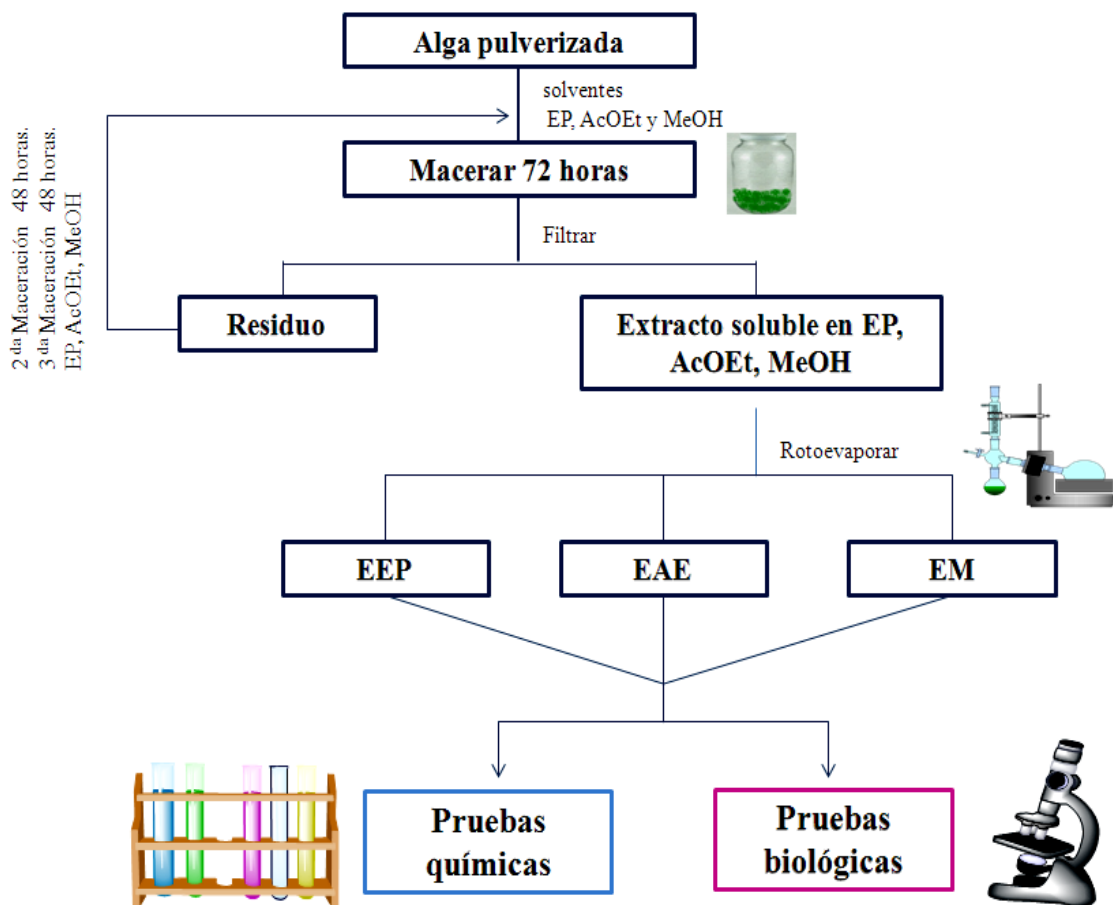 Alga pulverizada
solventes
EP, AcOEt y MeOH
Macerar 72 horas
Filtrar
2 da Maceración 48 horas.
3 da Maceración 48 horas.
EP, AcOEt, MeOH
Residuo
Extracto soluble en EP,
AcOEt, MeOH
Rotoevaporar
EEP
EAE
EM
Pruebas
químicas
Pruebas
biológicas